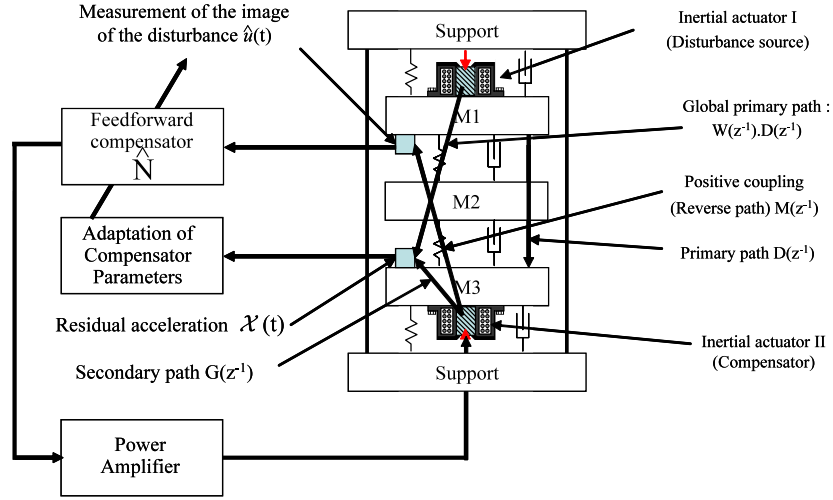 Measurement of the image
of the disturbance û(t)
Support
Inertial actuator I
(Disturbance source)
Feedforward
compensator
N̂
M1
Global primary path :
W(z⁻¹).D(z⁻¹)
M2
Positive coupling
(Reverse path) M(z⁻¹)
Adaptation of
Compensator
Parameters
Primary path D(z⁻¹)
M3
Residual acceleration 𝒳 (t)
Inertial actuator II
(Compensator)
Secondary path G(z⁻¹)
Support
Power
Amplifier